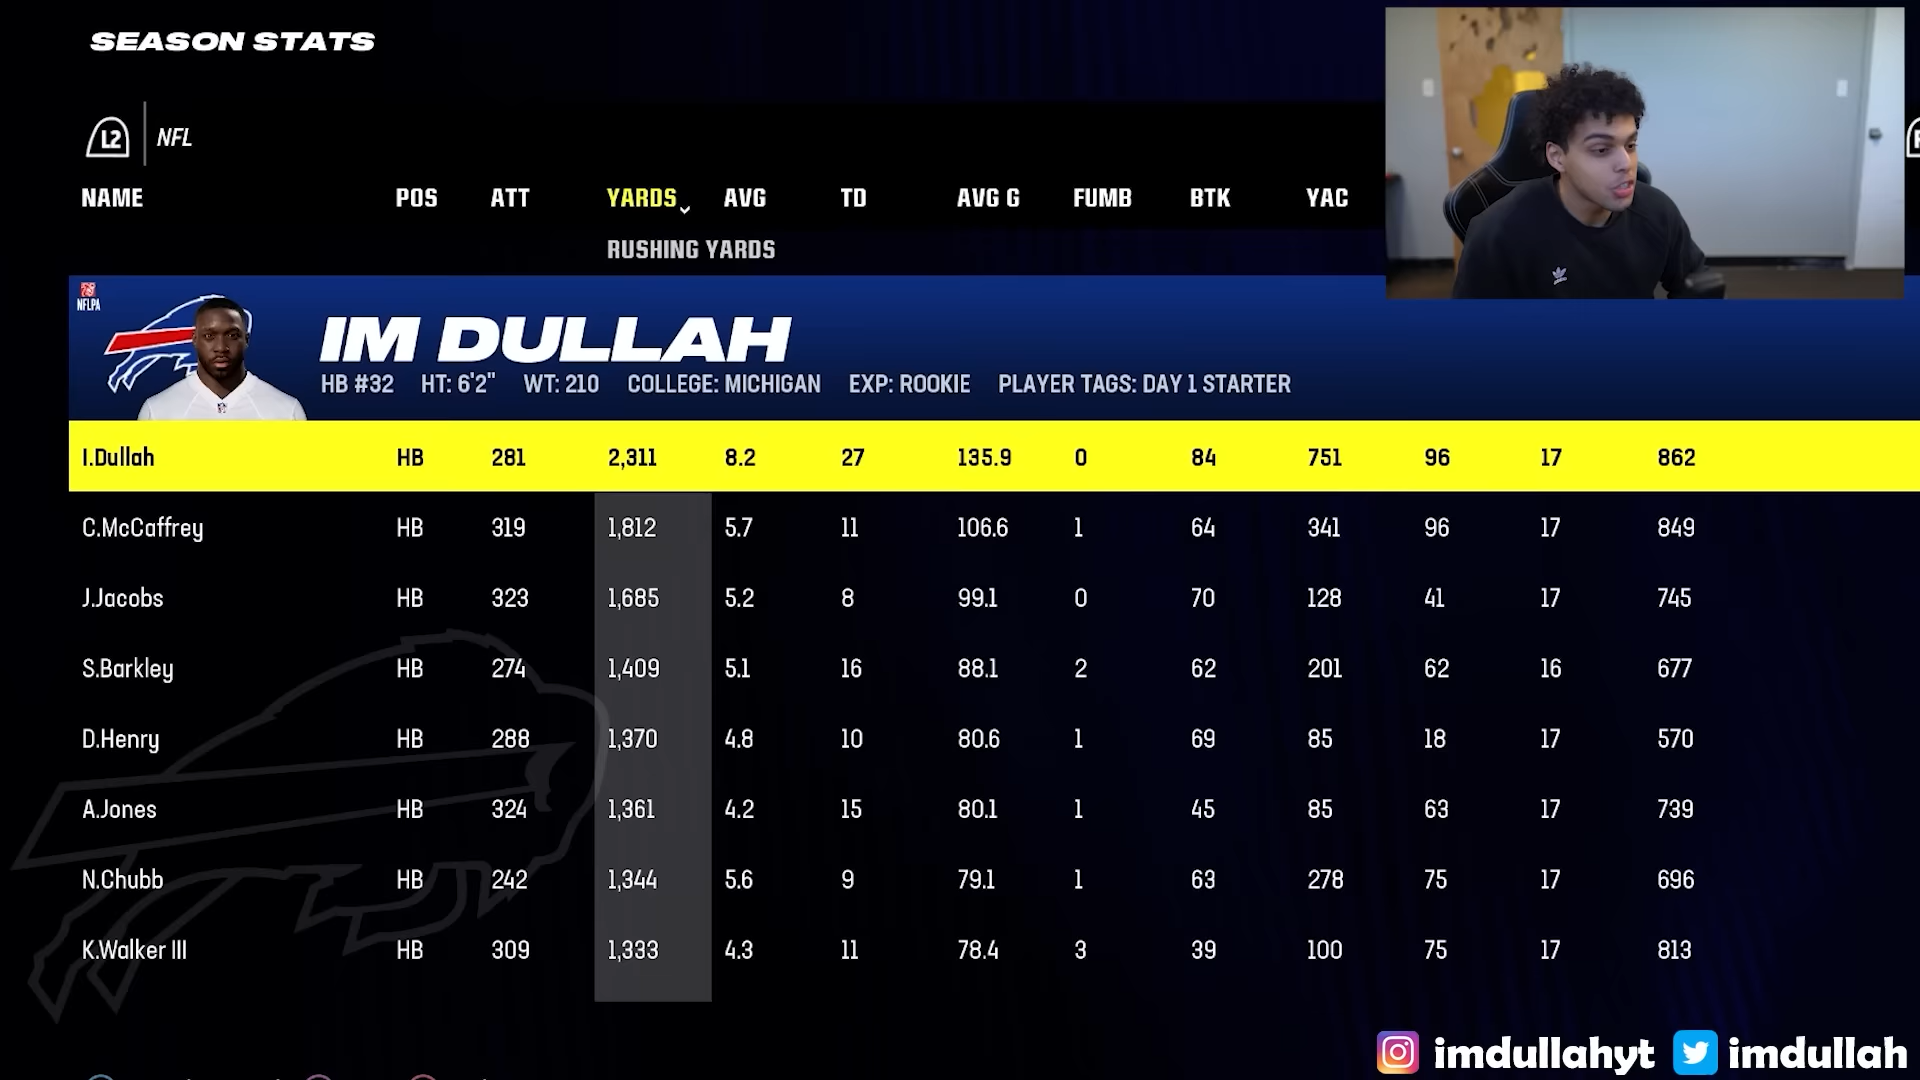 SEASON STATS
L2 NFL
NAME POS ATT YARDS AVG TD AVG G FUMB BTK YAC
RUSHING YARDS
NFLPA
IM DULLAH
HB #32 HT: 6'2" WT: 210 COLLEGE: MICHIGAN EXP: ROOKIE PLAYER TAGS: DAY 1 STARTER
I.Dullah HB 281 2,311 8.2 27 135.9 0 84 751 96 17 862
C.McCaffrey HB 319 1,812 5.7 11 106.6 1 64 341 96 17 849
J.Jacobs HB 323 1,685 5.2 8 99.1 0 70 128 41 17 745
S.Barkley HB 274 1,409 5.1 16 88.1 2 62 201 62 16 677
D.Henry HB 288 1,370 4.8 10 80.6 1 69 85 18 17 570
A.Jones HB 324 1,361 4.2 15 80.1 1 45 85 63 17 739
N.Chubb HB 242 1,344 5.6 9 79.1 1 63 278 75 17 696
K.Walker III HB 309 1,333 4.3 11 78.4 3 39 100 75 17 813
imdullahyt imdullah